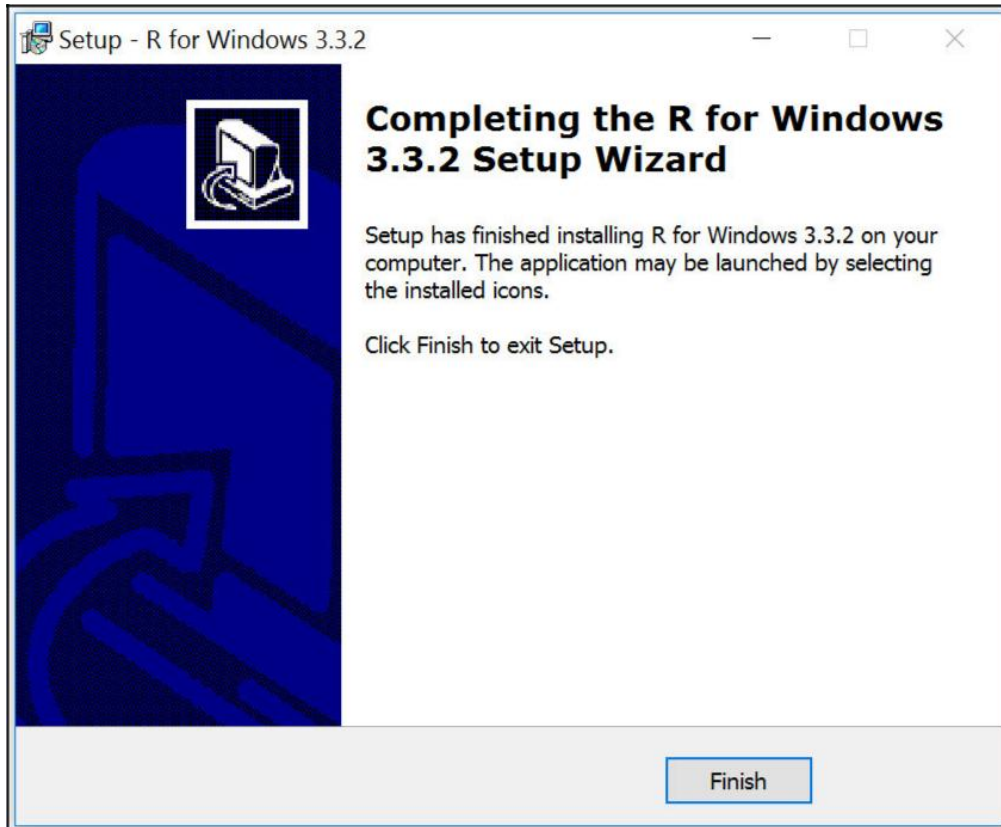 Setup - R for Windows 3.3.2
Completing the R for Windows
3.3.2 Setup Wizard
Setup has finished installing R for Windows 3.3.2 on your
computer. The application may be launched by selecting
the installed icons.
Click Finish to exit Setup.
Finish